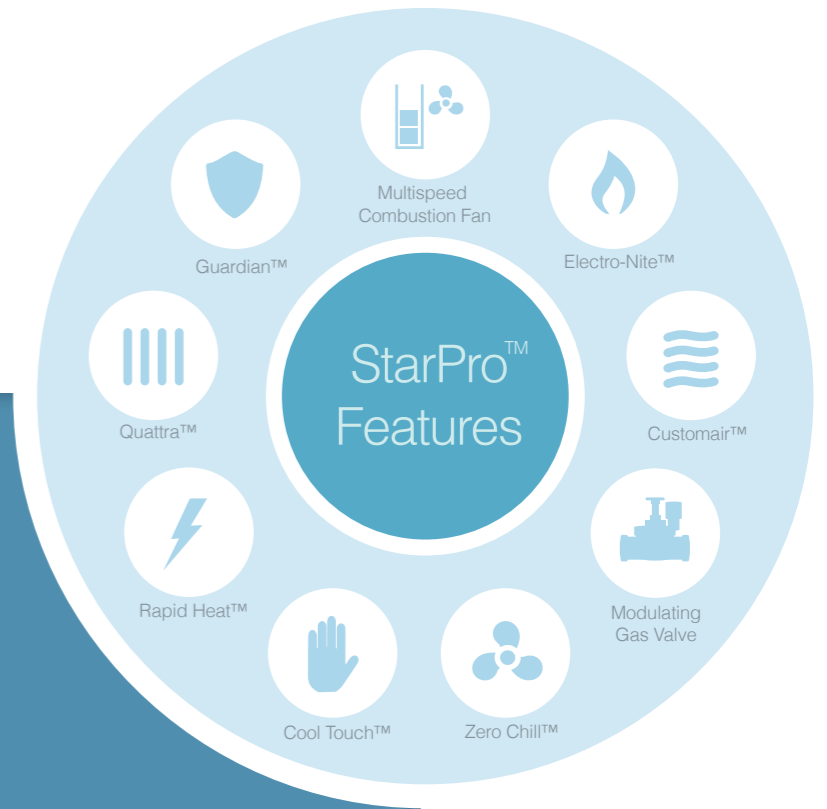 Multispeed
Combustion Fan
Guardian™
Electro-Nite™
StarPro™
Features
Quattra™
Customair™
Rapid Heat™
Modulating
Gas Valve
Cool Touch™
Zero Chill™